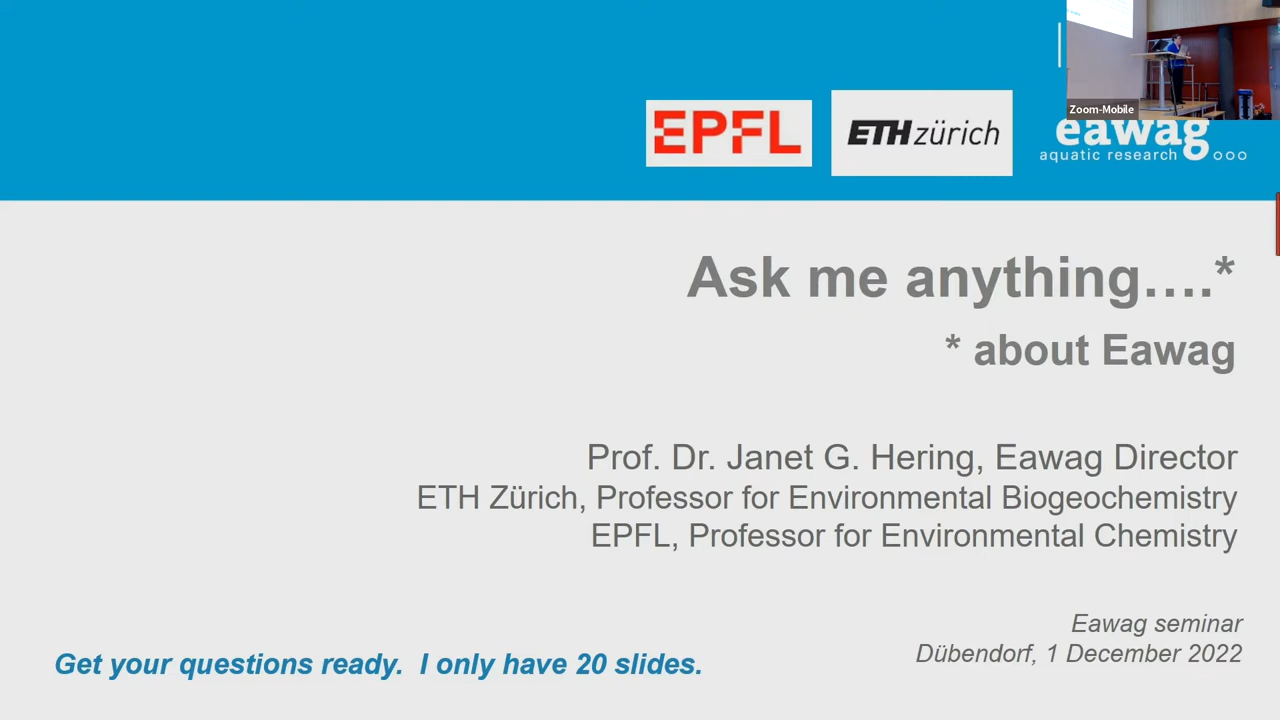 Zoom-Mobile
EPFL
ETH zürich
eawag
aquatic research
Ask me anything….*
* about Eawag
Prof. Dr. Janet G. Hering, Eawag Director
ETH Zürich, Professor for Environmental Biogeochemistry
EPFL, Professor for Environmental Chemistry
Eawag seminar
Dübendorf, 1 December 2022
Get your questions ready. I only have 20 slides.